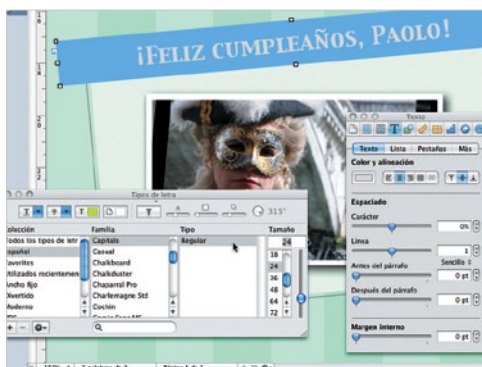 ¡FELIZ CUMPLEAÑOS, PAOLO!
Texto
Texto Lista Pestañas Más
Color y alineación
Espaciado
Carácter
0%
Línea
1
Sencillo
Antes del párrafo
0 pt
Después del párrafo
0 pt
Margen interno
0 pt
Tipos de letra
315°
Colección Familia Tipo Tamaño
Todos los tipos de letr Capitals Regular 24
Español Casual 18
Favoritos Chalkboard 24
Utilizados recientemen Chalkduster 36
Ancho fijo Chaparral Pro 48
Divertido Charlemagne Std 64
Moderno Cochin 72